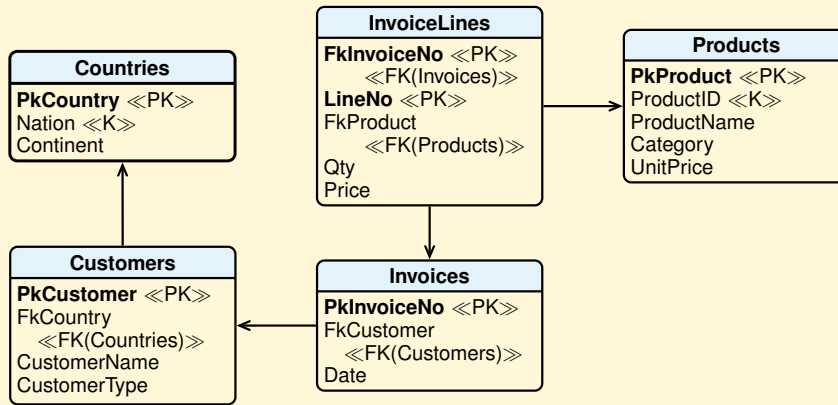 Countries
PkCountry ≪PK≫
Nation ≪K≫
Continent
InvoiceLines
FkInvoiceNo ≪PK≫
≪FK(Invoices)≫
LineNo ≪PK≫
FkProduct
≪FK(Products)≫
Qty
Price
Products
PkProduct ≪PK≫
ProductID ≪K≫
ProductName
Category
UnitPrice
Customers
PkCustomer ≪PK≫
FkCountry
≪FK(Countries)≫
CustomerName
CustomerType
Invoices
PkInvoiceNo ≪PK≫
FkCustomer
≪FK(Customers)≫
Date